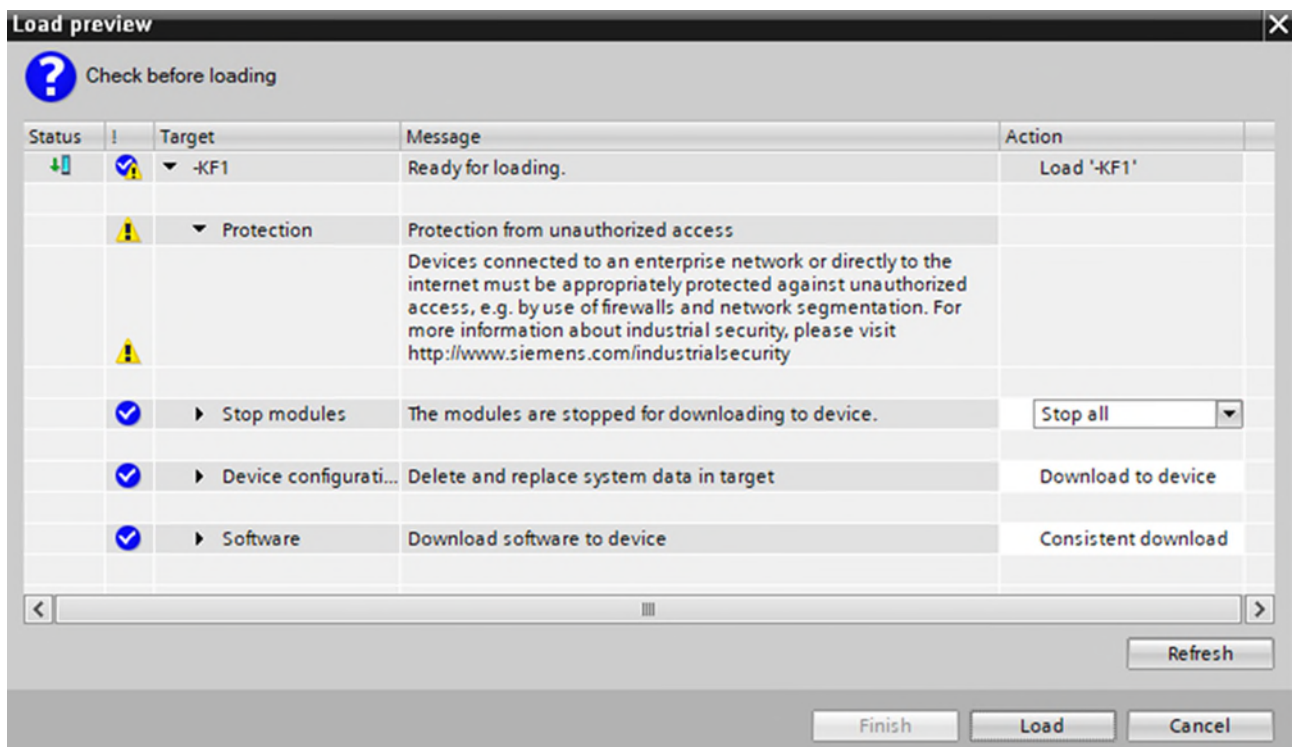 Load preview
Check before loading
Status ! Target Message Action
-KF1 Ready for loading. Load '-KF1'
Protection Protection from unauthorized access
Devices connected to an enterprise network or directly to the
internet must be appropriately protected against unauthorized
access, e.g. by use of firewalls and network segmentation. For
more information about industrial security, please visit
http://www.siemens.com/industrialsecurity
Stop modules The modules are stopped for downloading to device. Stop all
Device configurati... Delete and replace system data in target Download to device
Software Download software to device Consistent download
Refresh
Finish Load Cancel